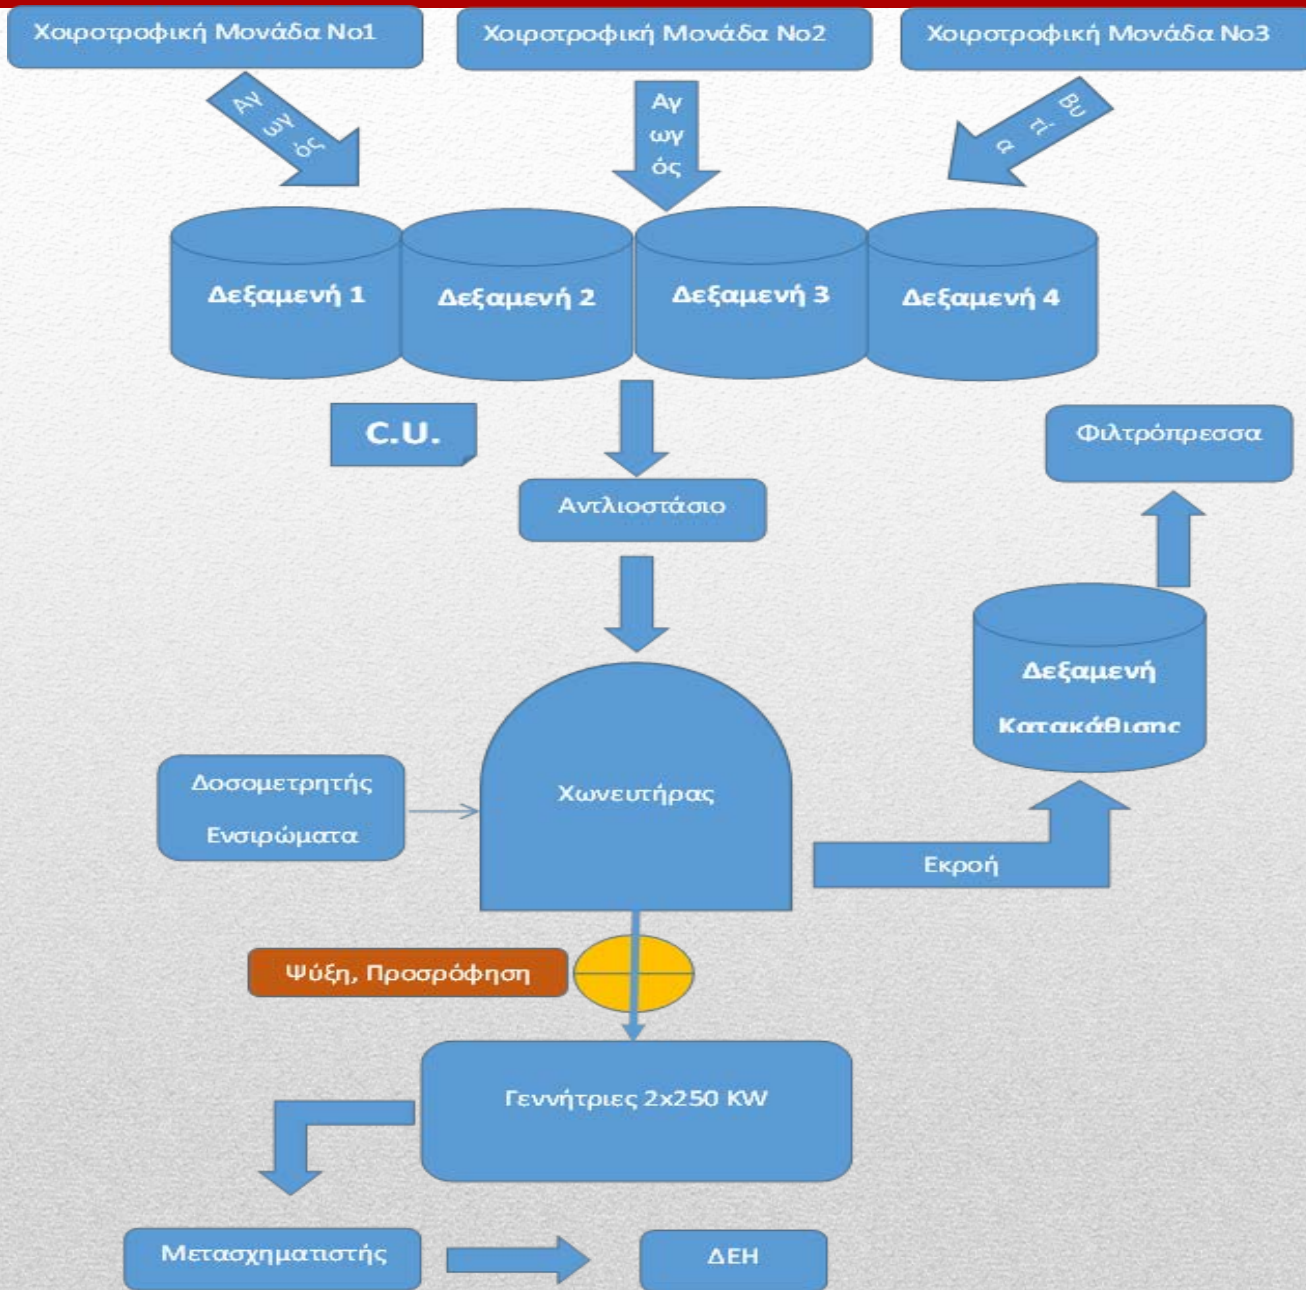 Χοιροτροφική Μονάδα Νο1
Χοιροτροφική Μονάδα Νο2
Χοιροτροφική Μονάδα Νο3
Αγ
ωγ
ός
Αγ
ωγ
ός
Βυ
τί
α
Δεξαμενή 1
Δεξαμενή 2
Δεξαμενή 3
Δεξαμενή 4
C.U.
Φιλτρόπρεσσα
Αντλιοστάσιο
Δεξαμενή
Κατακάθισης
Δοσομετρητής
Ενσιρώματα
Χωνευτήρας
Εκροή
Ψύξη, Προσρόφηση
Γεννήτριες 2x250 KW
Μετασχηματιστής
ΔΕΗ